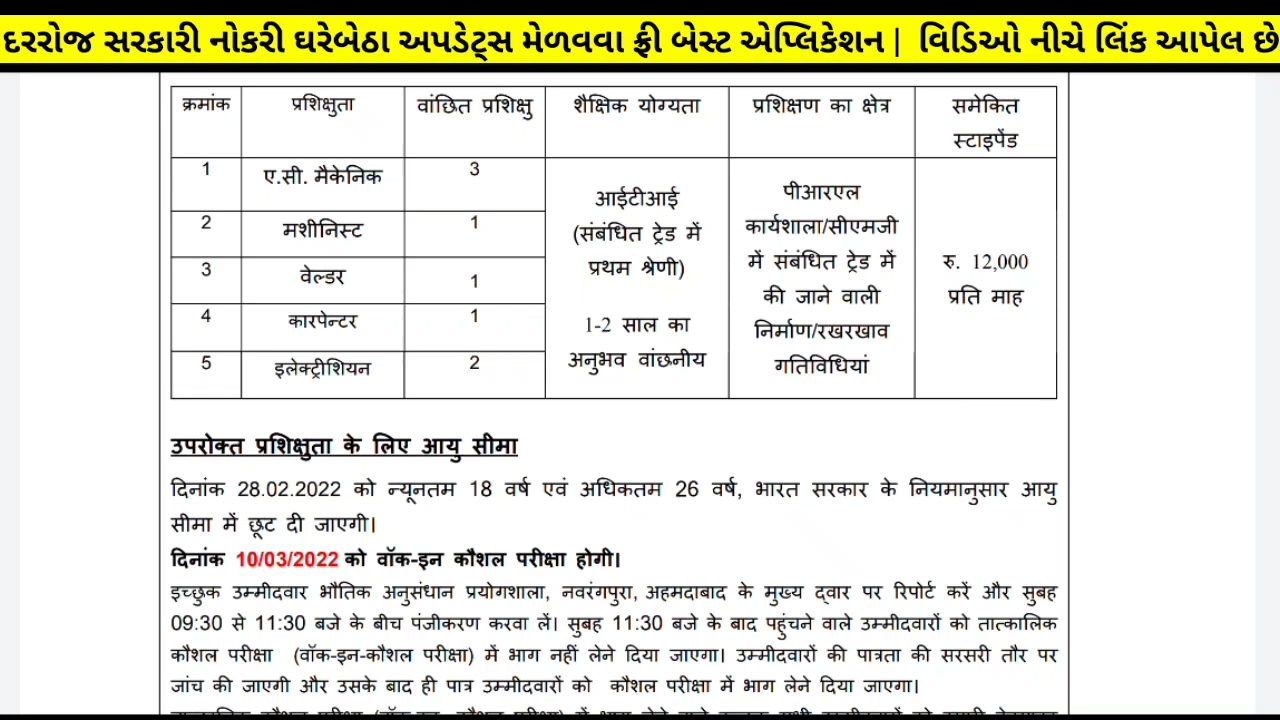 દરરોજ સરકારી નોકરી ઘરેબેઠા અપડેટ્સ મેળવવા ફ્રી બેસ્ટ એપ્લિકેશન | વિડિઓ નીચે લિંક આપેલ છે
क्रमांक प्रशिक्षुता वांछित प्रशिक्षु शैक्षिक योग्यता प्रशिक्षण का क्षेत्र समेकित स्टाइपेंड
1 ए.सी. मैकेनिक 3
2 मशीनिस्ट 1
3 वेल्डर 1
4 कारपेन्टर 1
5 इलेक्ट्रीशियन 2
आईटीआई
(संबंधित ट्रेड में
प्रथम श्रेणी)
1-2 साल का
अनुभव वांछनीय
पीआरएल
कार्यशाला/सीएमजी
में संबंधित ट्रेड में
की जाने वाली
निर्माण/रखरखाव
गतिविधियां
रु. 12,000
प्रति माह
उपरोक्त प्रशिक्षुता के लिए आयु सीमा
दिनांक 28.02.2022 को न्यूनतम 18 वर्ष एवं अधिकतम 26 वर्ष, भारत सरकार के नियमानुसार आयु
सीमा में छूट दी जाएगी।
दिनांक 10/03/2022 को वॉक-इन कौशल परीक्षा होगी।
इच्छुक उम्मीदवार भौतिक अनुसंधान प्रयोगशाला, नवरंगपुरा, अहमदाबाद के मुख्य द्वार पर रिपोर्ट करें और सुबह
09:30 से 11:30 बजे के बीच पंजीकरण करवा लें। सुबह 11:30 बजे के बाद पहुंचने वाले उम्मीदवारों को तात्कालिक
कौशल परीक्षा (वॉक-इन-कौशल परीक्षा) में भाग नहीं लेने दिया जाएगा। उम्मीदवारों की पात्रता की सरसरी तौर पर
जांच की जाएगी और उसके बाद ही पात्र उम्मीदवारों को कौशल परीक्षा में भाग लेने दिया जाएगा।